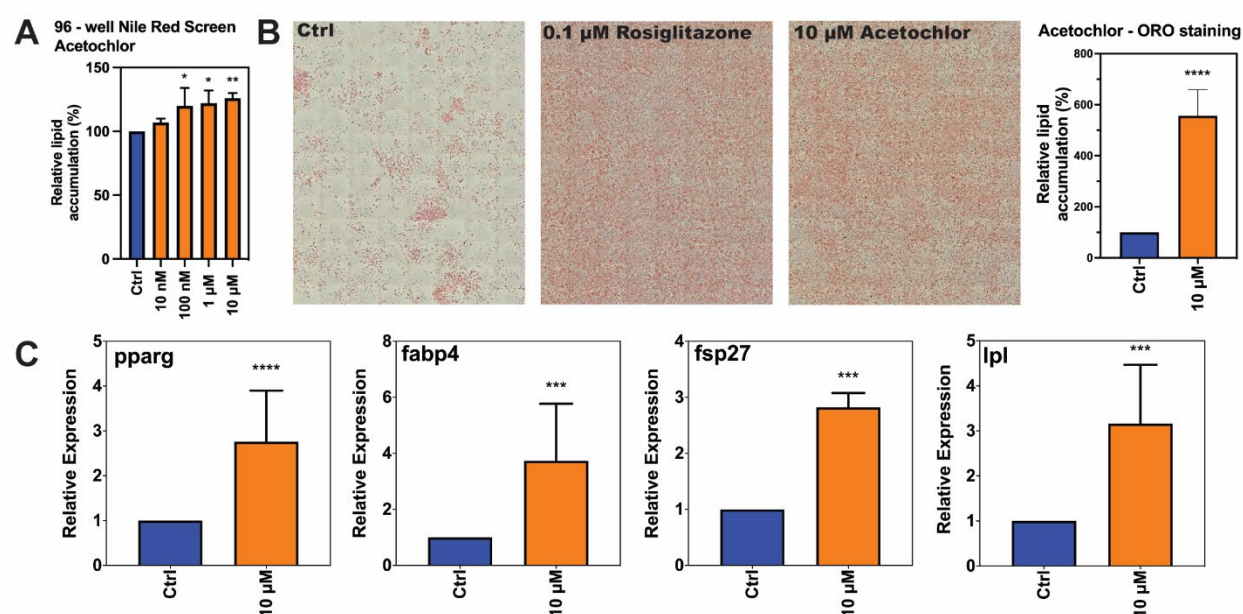 A
96 - well Nile Red Screen
Acetochlor
Relative lipid
accumulation (%)
150
100
50
0
*
*
**
Ctrl
10 nM
100 nM
1 µM
10 µM
B
Ctrl
0.1 µM Rosiglitazone
10 µM Acetochlor
Acetochlor - ORO staining
Relative lipid
accumulation (%)
800
600
400
200
0
****
Ctrl
10 µM
C
pparg
Relative Expression
5
4
3
2
1
0
****
Ctrl
10 µM
fabp4
Relative Expression
8
6
4
2
0
***
Ctrl
10 µM
fsp27
Relative Expression
4
3
2
1
0
***
Ctrl
10 µM
lpl
Relative Expression
5
4
3
2
1
0
***
Ctrl
10 µM